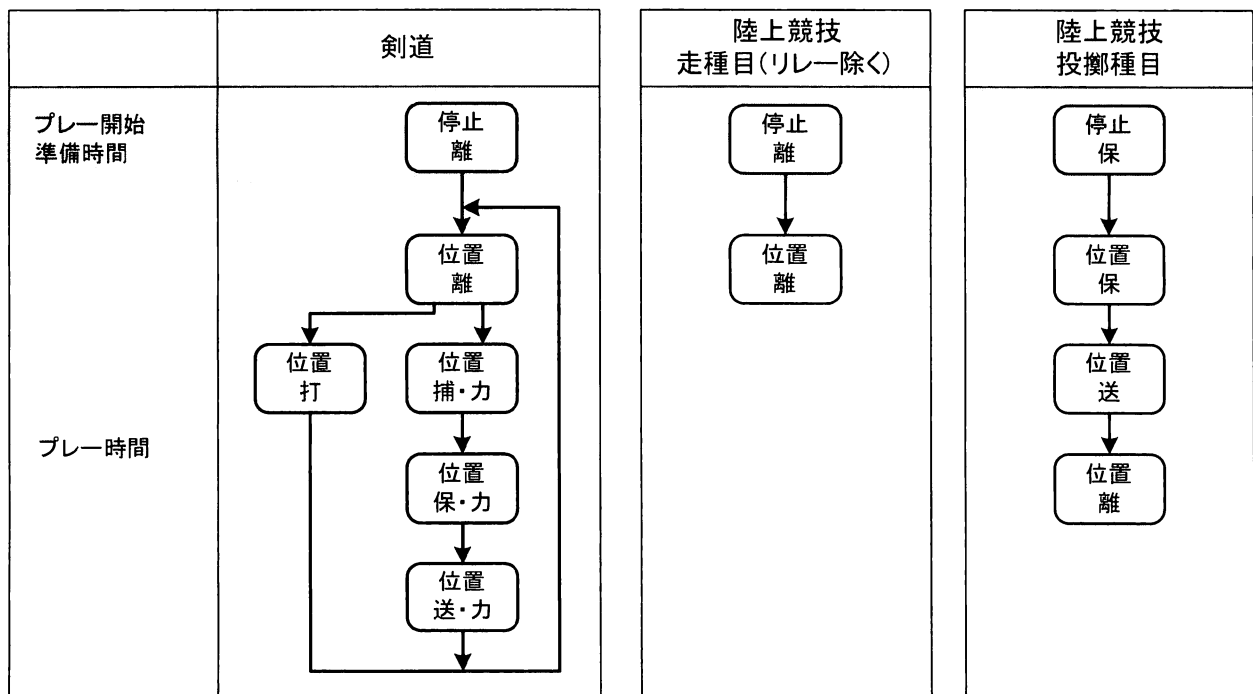 剣道
陸上競技
走種目(リレー除く)
陸上競技
投擲種目
プレー開始
準備時間
停止
離
位置
離
位置
打
位置
捕・力
プレー時間
位置
保・力
位置
送・力
停止
離
位置
離
停止
保
位置
保
位置
送
位置
離